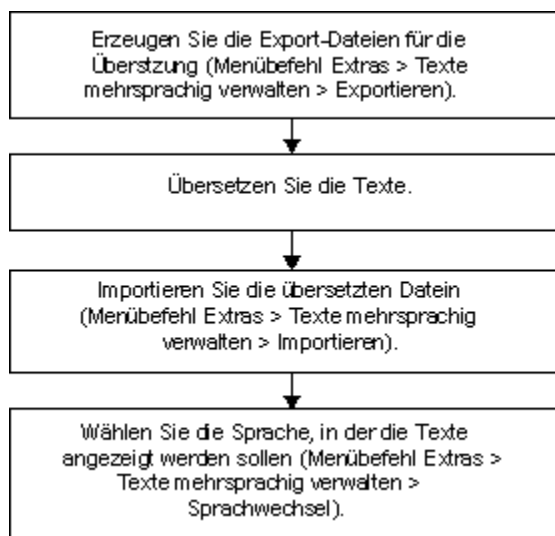 Erzeugen Sie die Export-Dateien für die
Überstzung (Menübefehl Extras > Texte
mehrsprachig verwalten > Exportieren).
Übersetzen Sie die Texte.
Importieren Sie die übersetzten Datein
(Menübefehl Extras > Texte mehrsprachig
verwalten > Importieren).
Wählen Sie die Sprache, in der die Texte
angezeigt werden sollen (Menübefehl Extras >
Texte mehrsprachig verwalten >
Sprachwechsel).